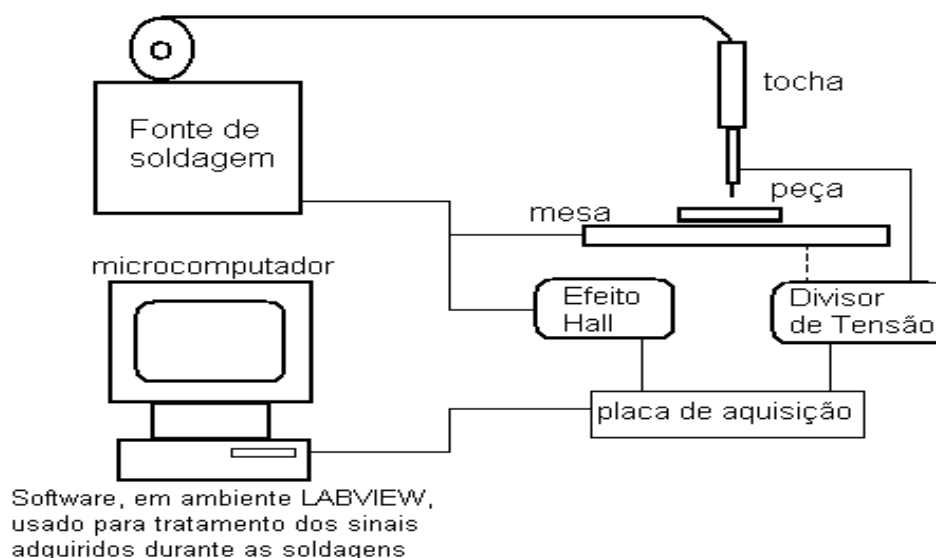 tocha
Fonte de
soldagem
peça
mesa
microcomputador
Efeito
Hall
Divisor
de Tensão
placa de aquisição
Software, em ambiente LABVIEW,
usado para tratamento dos sinais
adquiridos durante as soldagens